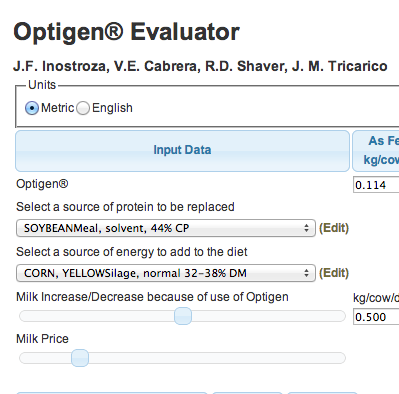 Optigen® Evaluator
J.F. Inostroza, V.E. Cabrera, R.D. Shaver, J. M. Tricarico
Units
Metric English
Input Data
As Fe
kg/cow
Optigen®
0.114
Select a source of protein to be replaced
SOYBEANMeal, solvent, 44% CP (Edit)
Select a source of energy to add to the diet
CORN, YELLOWSilage, normal 32-38% DM (Edit)
Milk Increase/Decrease because of use of Optigen
kg/cow/d
0.500
Milk Price